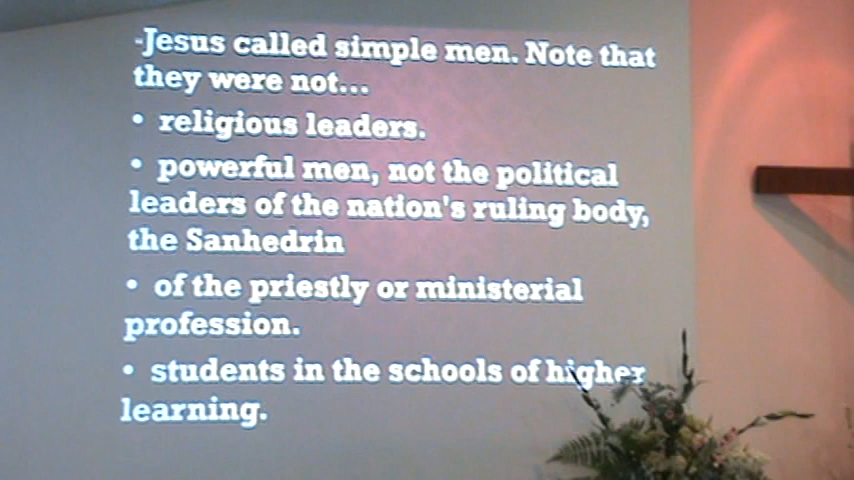 -Jesus called simple men. Note that
they were not...
• religious leaders.
• powerful men, not the political
leaders of the nation's ruling body,
the Sanhedrin
• of the priestly or ministerial
profession.
• students in the schools of higher
learning.